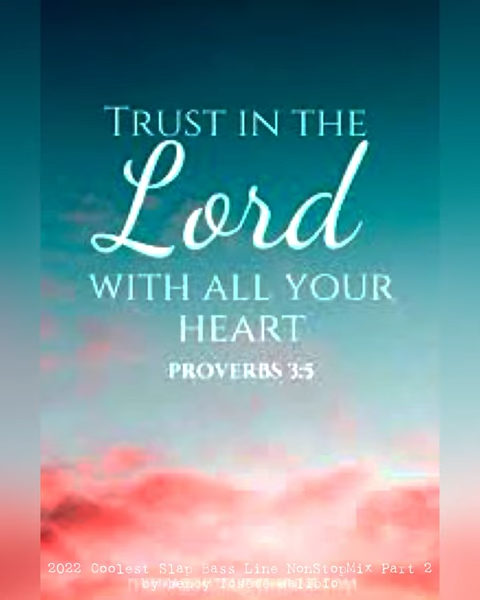 TRUST IN THE
Lord
WITH ALL YOUR
HEART
PROVERBS 3:5
2022 Coolest Slap Bass Line NonStopMix Part 2
by